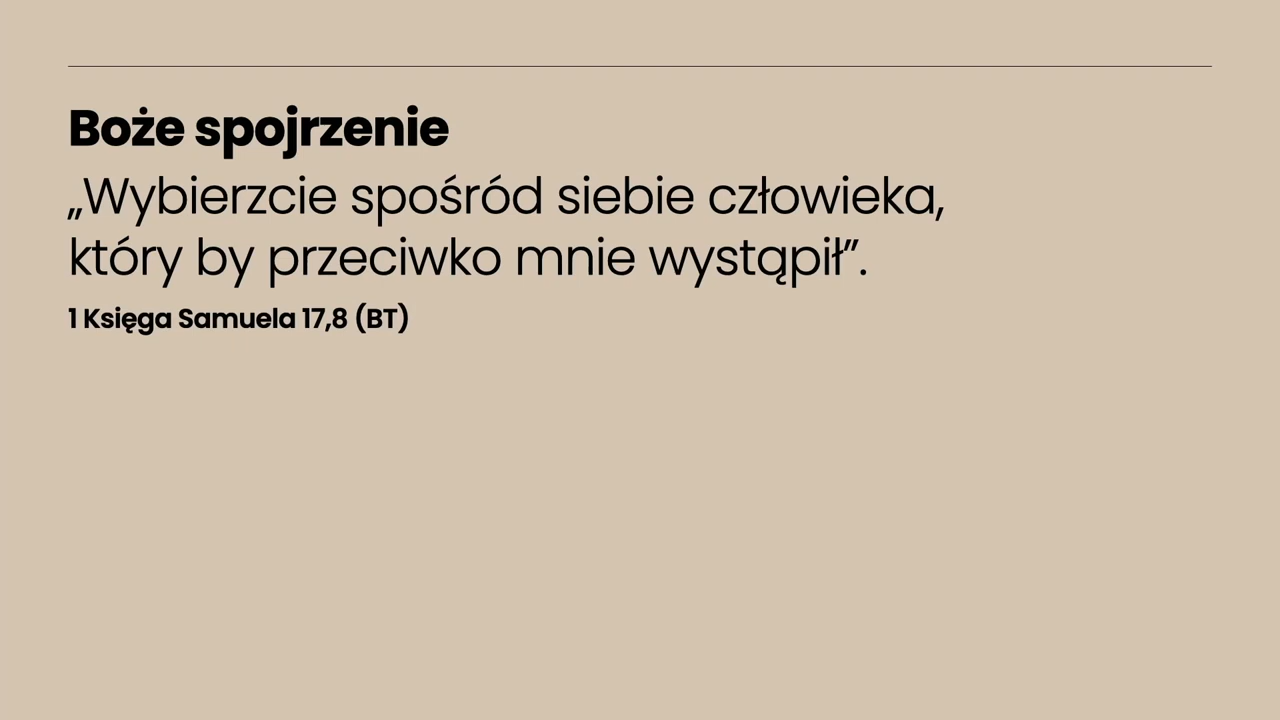 Boże spojrzenie
„Wybierzcie spośród siebie człowieka,
który by przeciwko mnie wystąpił”.
1 Księga Samuela 17,8 (BT)